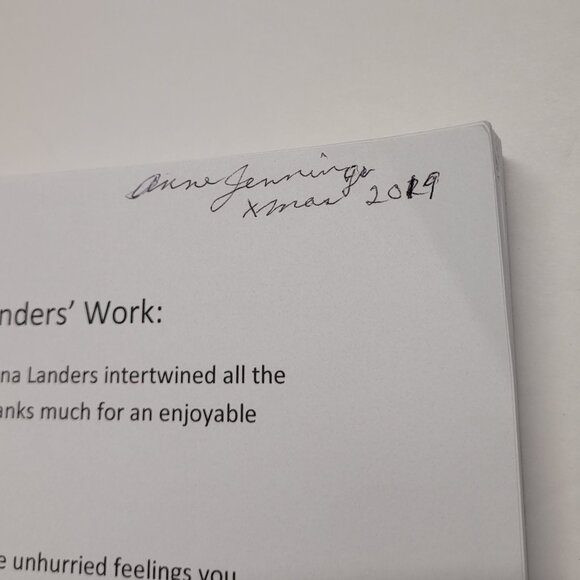 Anne Jennings
Xmas 2019
nders' Work:
na Landers intertwined all the
anks much for an enjoyable
e unhurried feelings you